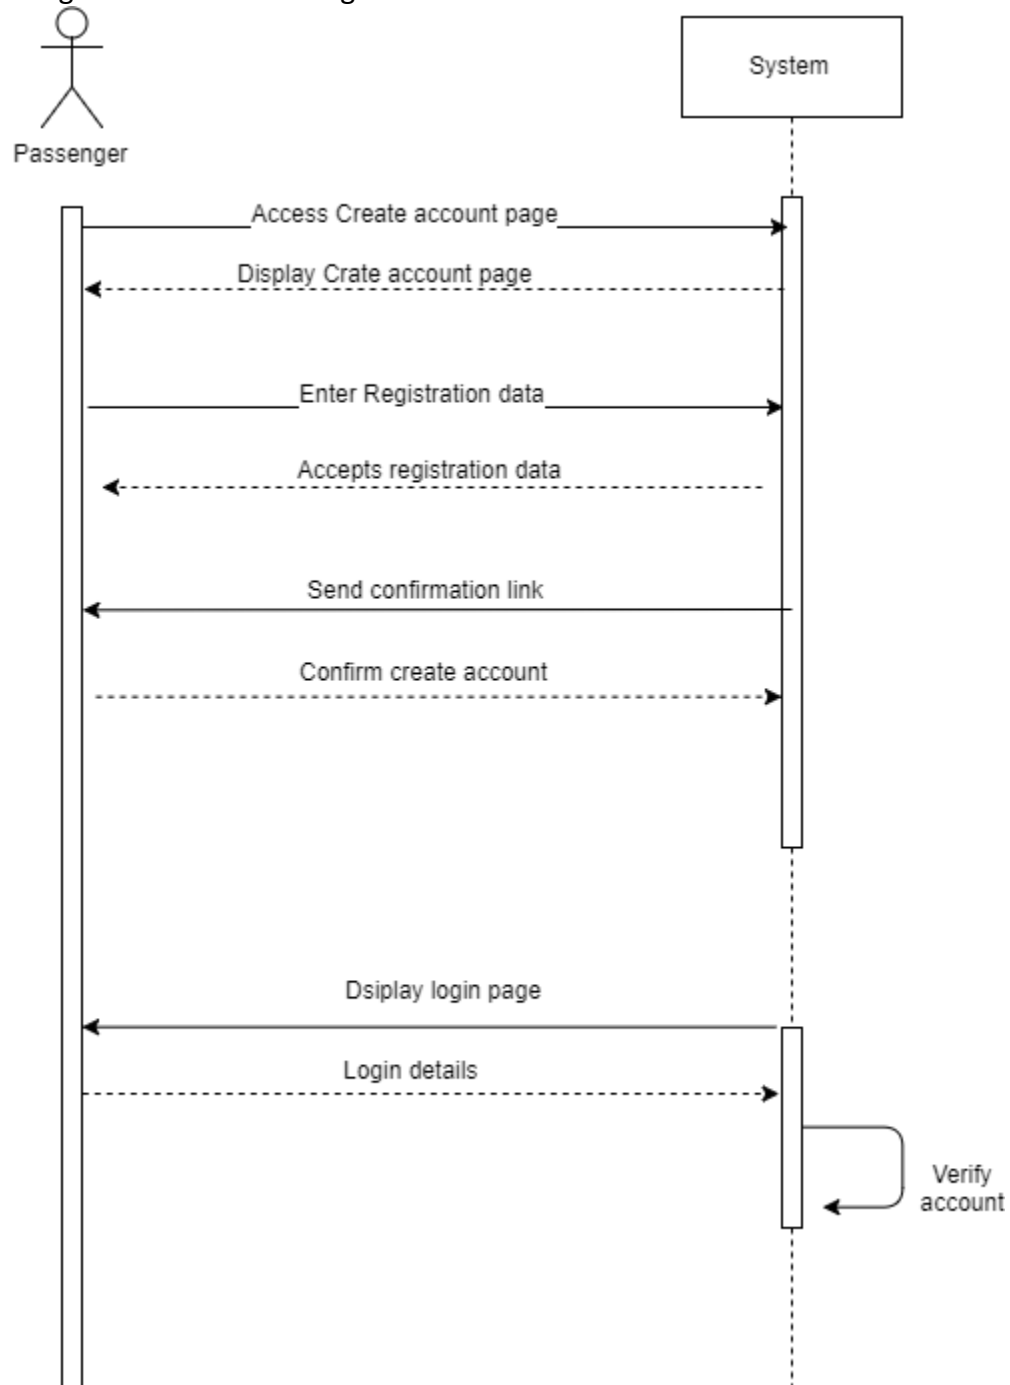 System
Passenger
Access Create account page
Display Crate account page
Enter Registration data
Accepts registration data
Send confirmation link
Confirm create account
Dsiplay login page
Login details
Verify
account